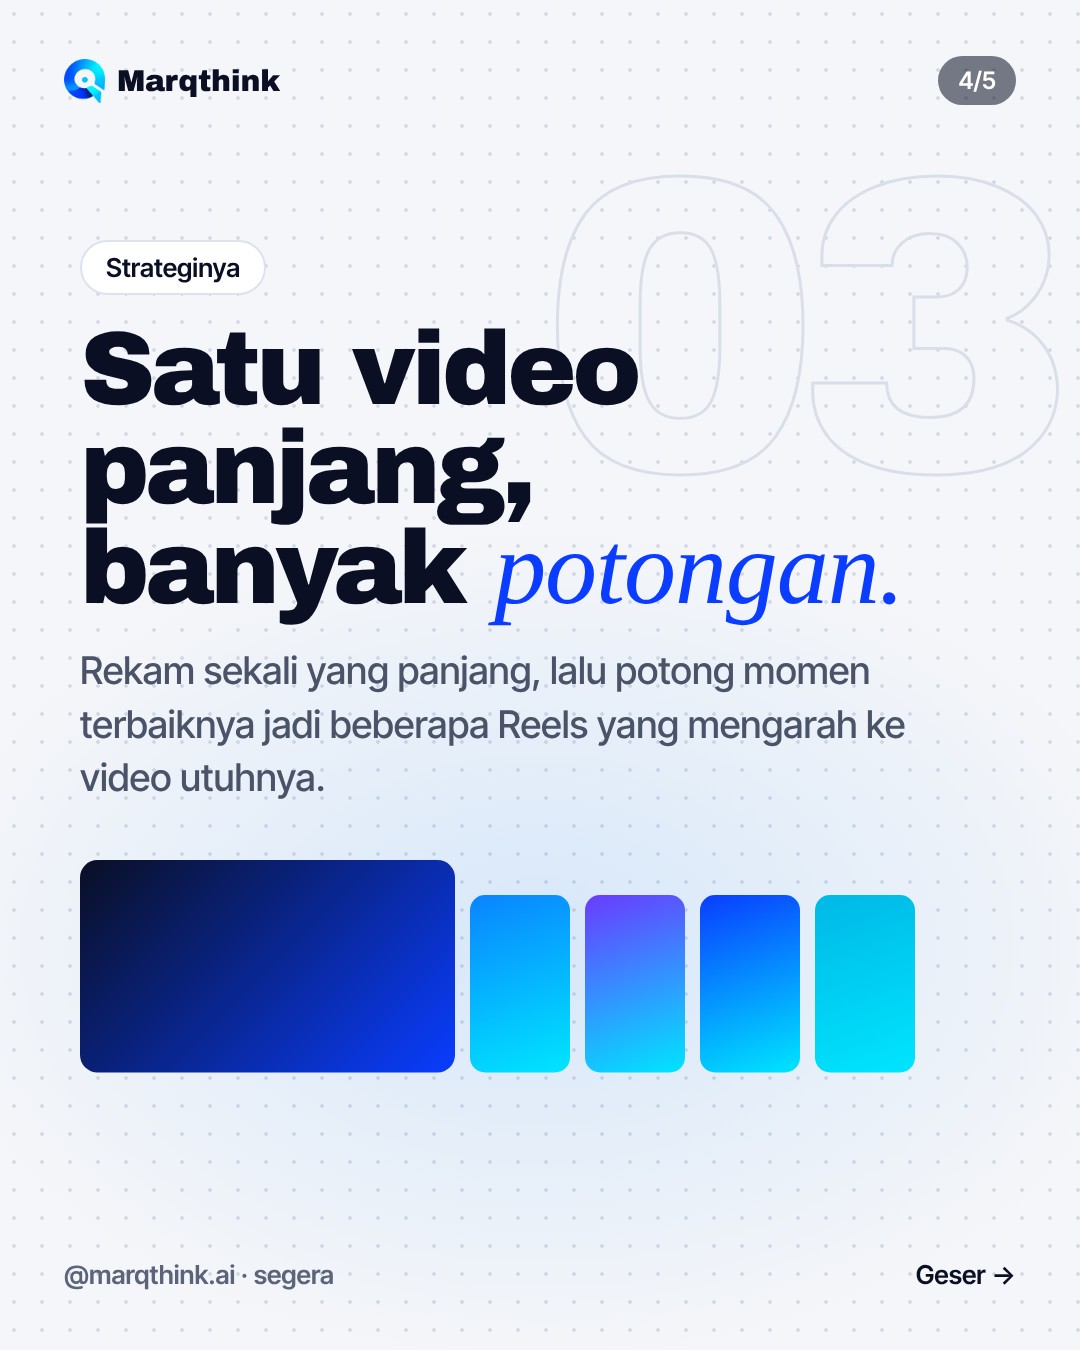 Marqthink
4/5
03
Strateginya
Satu video
panjang,
banyak potongan.
Rekam sekali yang panjang, lalu potong momen
terbaiknya jadi beberapa Reels yang mengarah ke
video utuhnya.
@marqthink.ai · segera
Geser →